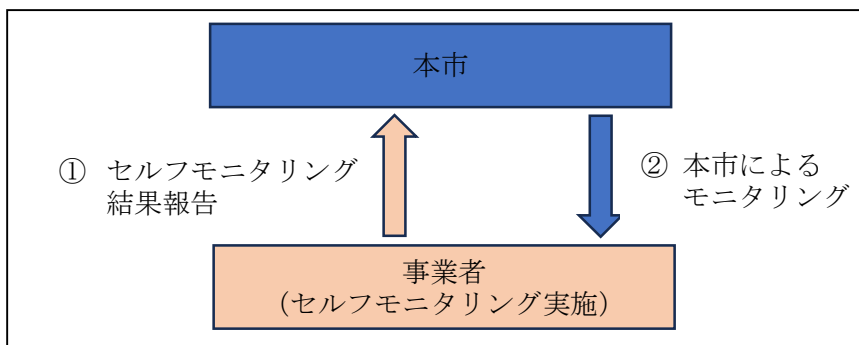 本市
① セルフモニタリング
結果報告
② 本市による
モニタリング
事業者
（セルフモニタリング実施）